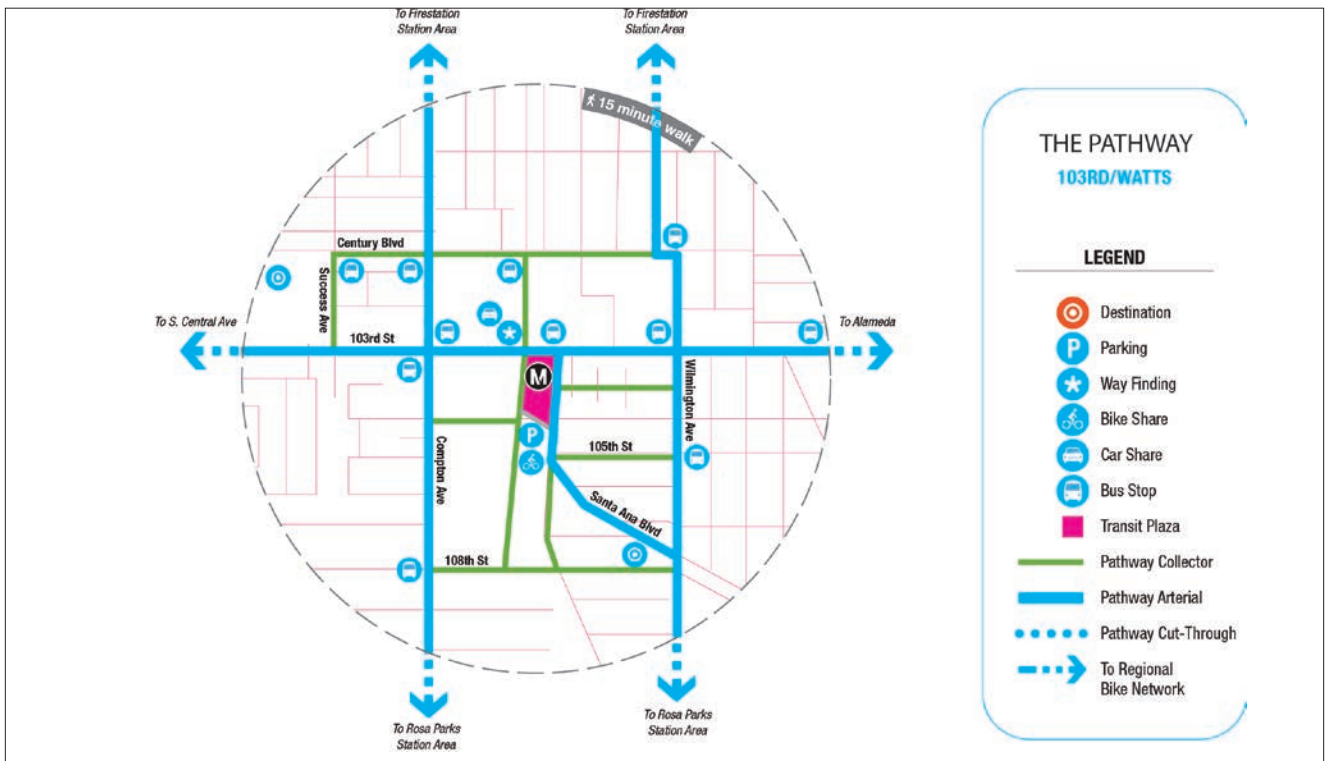 To Firestation
Station Area
To Firestation
Station Area
15 minute walk
Century Blvd
Success Ave
To S. Central Ave
103rd St
To Alameda
M
Wilmington Ave
P
Compton Ave
105th St
Santa Ana Blvd
108th St
To Rosa Parks
Station Area
To Rosa Parks
Station Area
THE PATHWAY
103RD/WATTS
LEGEND
Destination
P Parking
Way Finding
Bike Share
Car Share
Bus Stop
Transit Plaza
Pathway Collector
Pathway Arterial
Pathway Cut-Through
To Regional
Bike Network